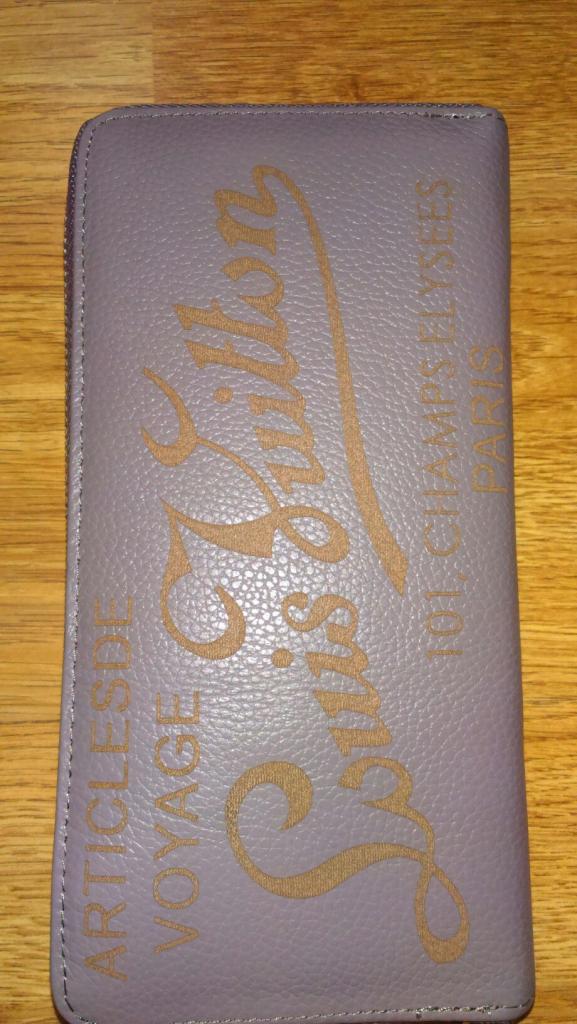 ARTICLESDE
VOYAGE
Louis Vuitton
101, CHAMPS ELYSEES
PARIS